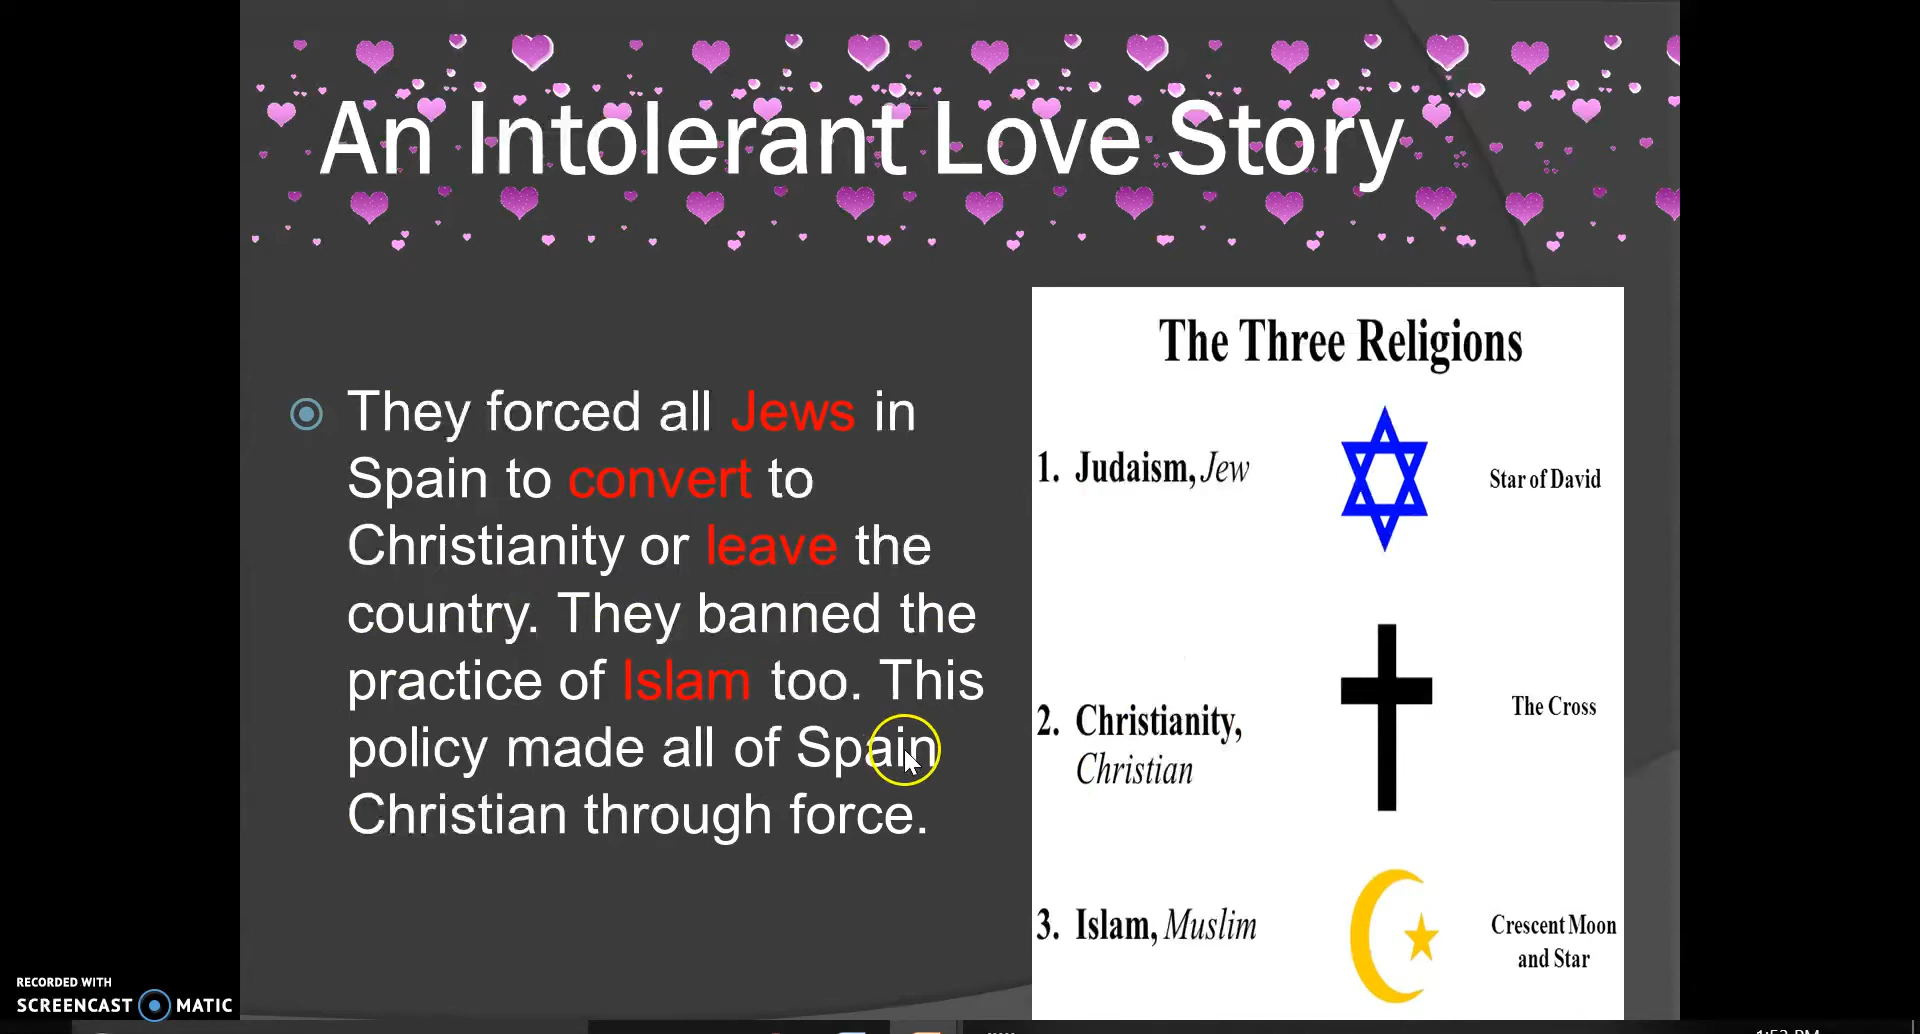 An Intolerant Love Story
They forced all Jews in
Spain to convert to
Christianity or leave the
country. They banned the
practice of Islam too. This
policy made all of Spain
Christian through force.
The Three Religions
1. Judaism, Jew
Star of David
2. Christianity,
Christian
The Cross
3. Islam, Muslim
Crescent Moon
and Star
RECORDED WITH
SCREENCAST MATIC